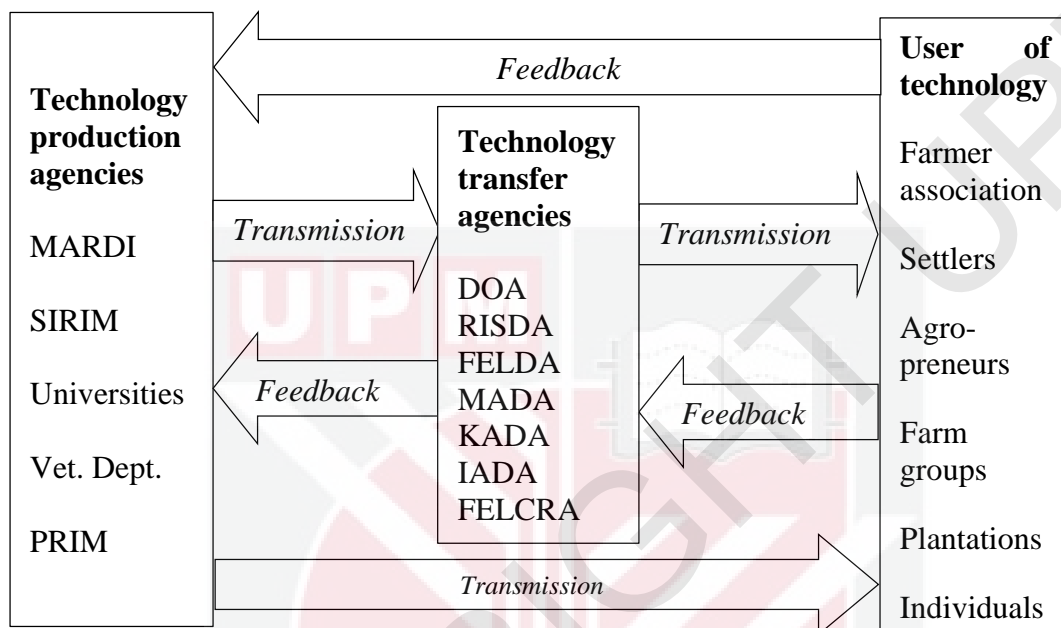 Feedback
Technology
production
agencies
MARDI
SIRIM
Universities
Vet. Dept.
PRIM
Transmission
Feedback
Technology
transfer
agencies
DOA
RISDA
FELDA
MADA
KADA
IADA
FELCRA
Transmission
Feedback
Transmission
User of
technology
Farmer
association
Settlers
Agro-
preneurs
Farm
groups
Plantations
Individuals
UPM